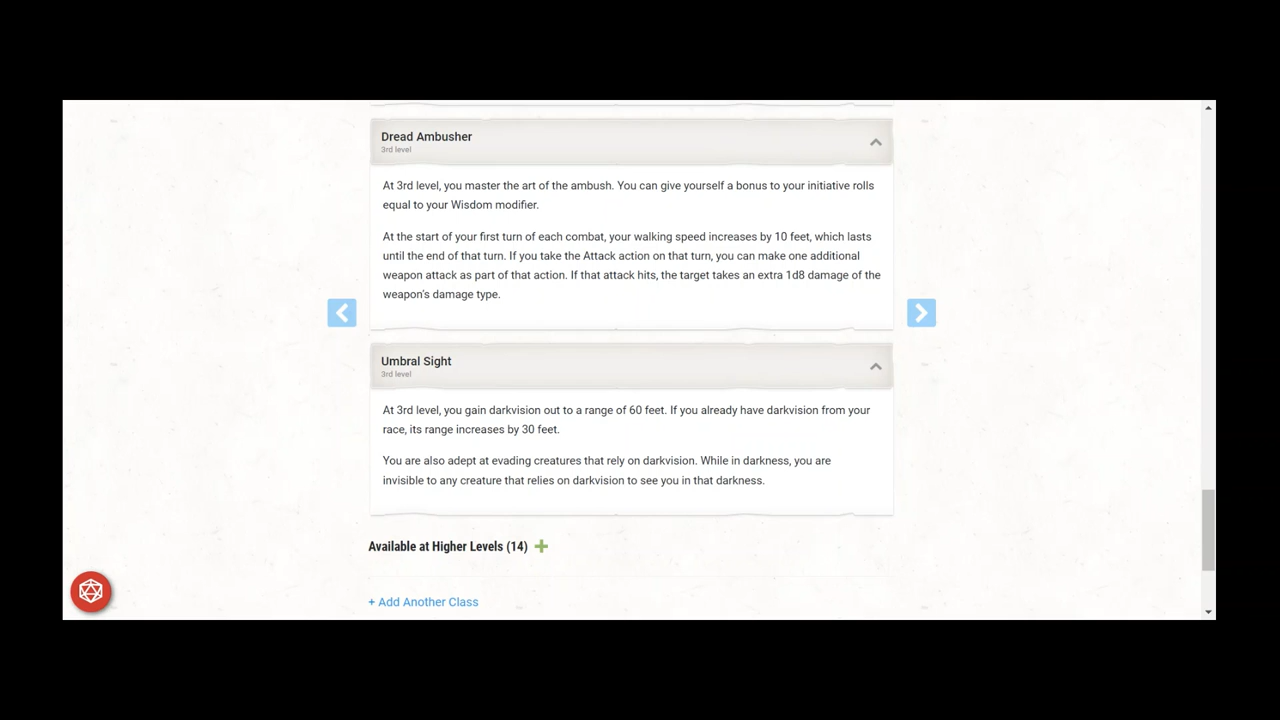 Dread Ambusher
3rd level
At 3rd level, you master the art of the ambush. You can give yourself a bonus to your initiative rolls
equal to your Wisdom modifier.
At the start of your first turn of each combat, your walking speed increases by 10 feet, which lasts
until the end of that turn. If you take the Attack action on that turn, you can make one additional
weapon attack as part of that action. If that attack hits, the target takes an extra 1d8 damage of the
weapon's damage type.
Umbral Sight
3rd level
At 3rd level, you gain darkvision out to a range of 60 feet. If you already have darkvision from your
race, its range increases by 30 feet.
You are also adept at evading creatures that rely on darkvision. While in darkness, you are
invisible to any creature that relies on darkvision to see you in that darkness.
Available at Higher Levels (14)
+ Add Another Class